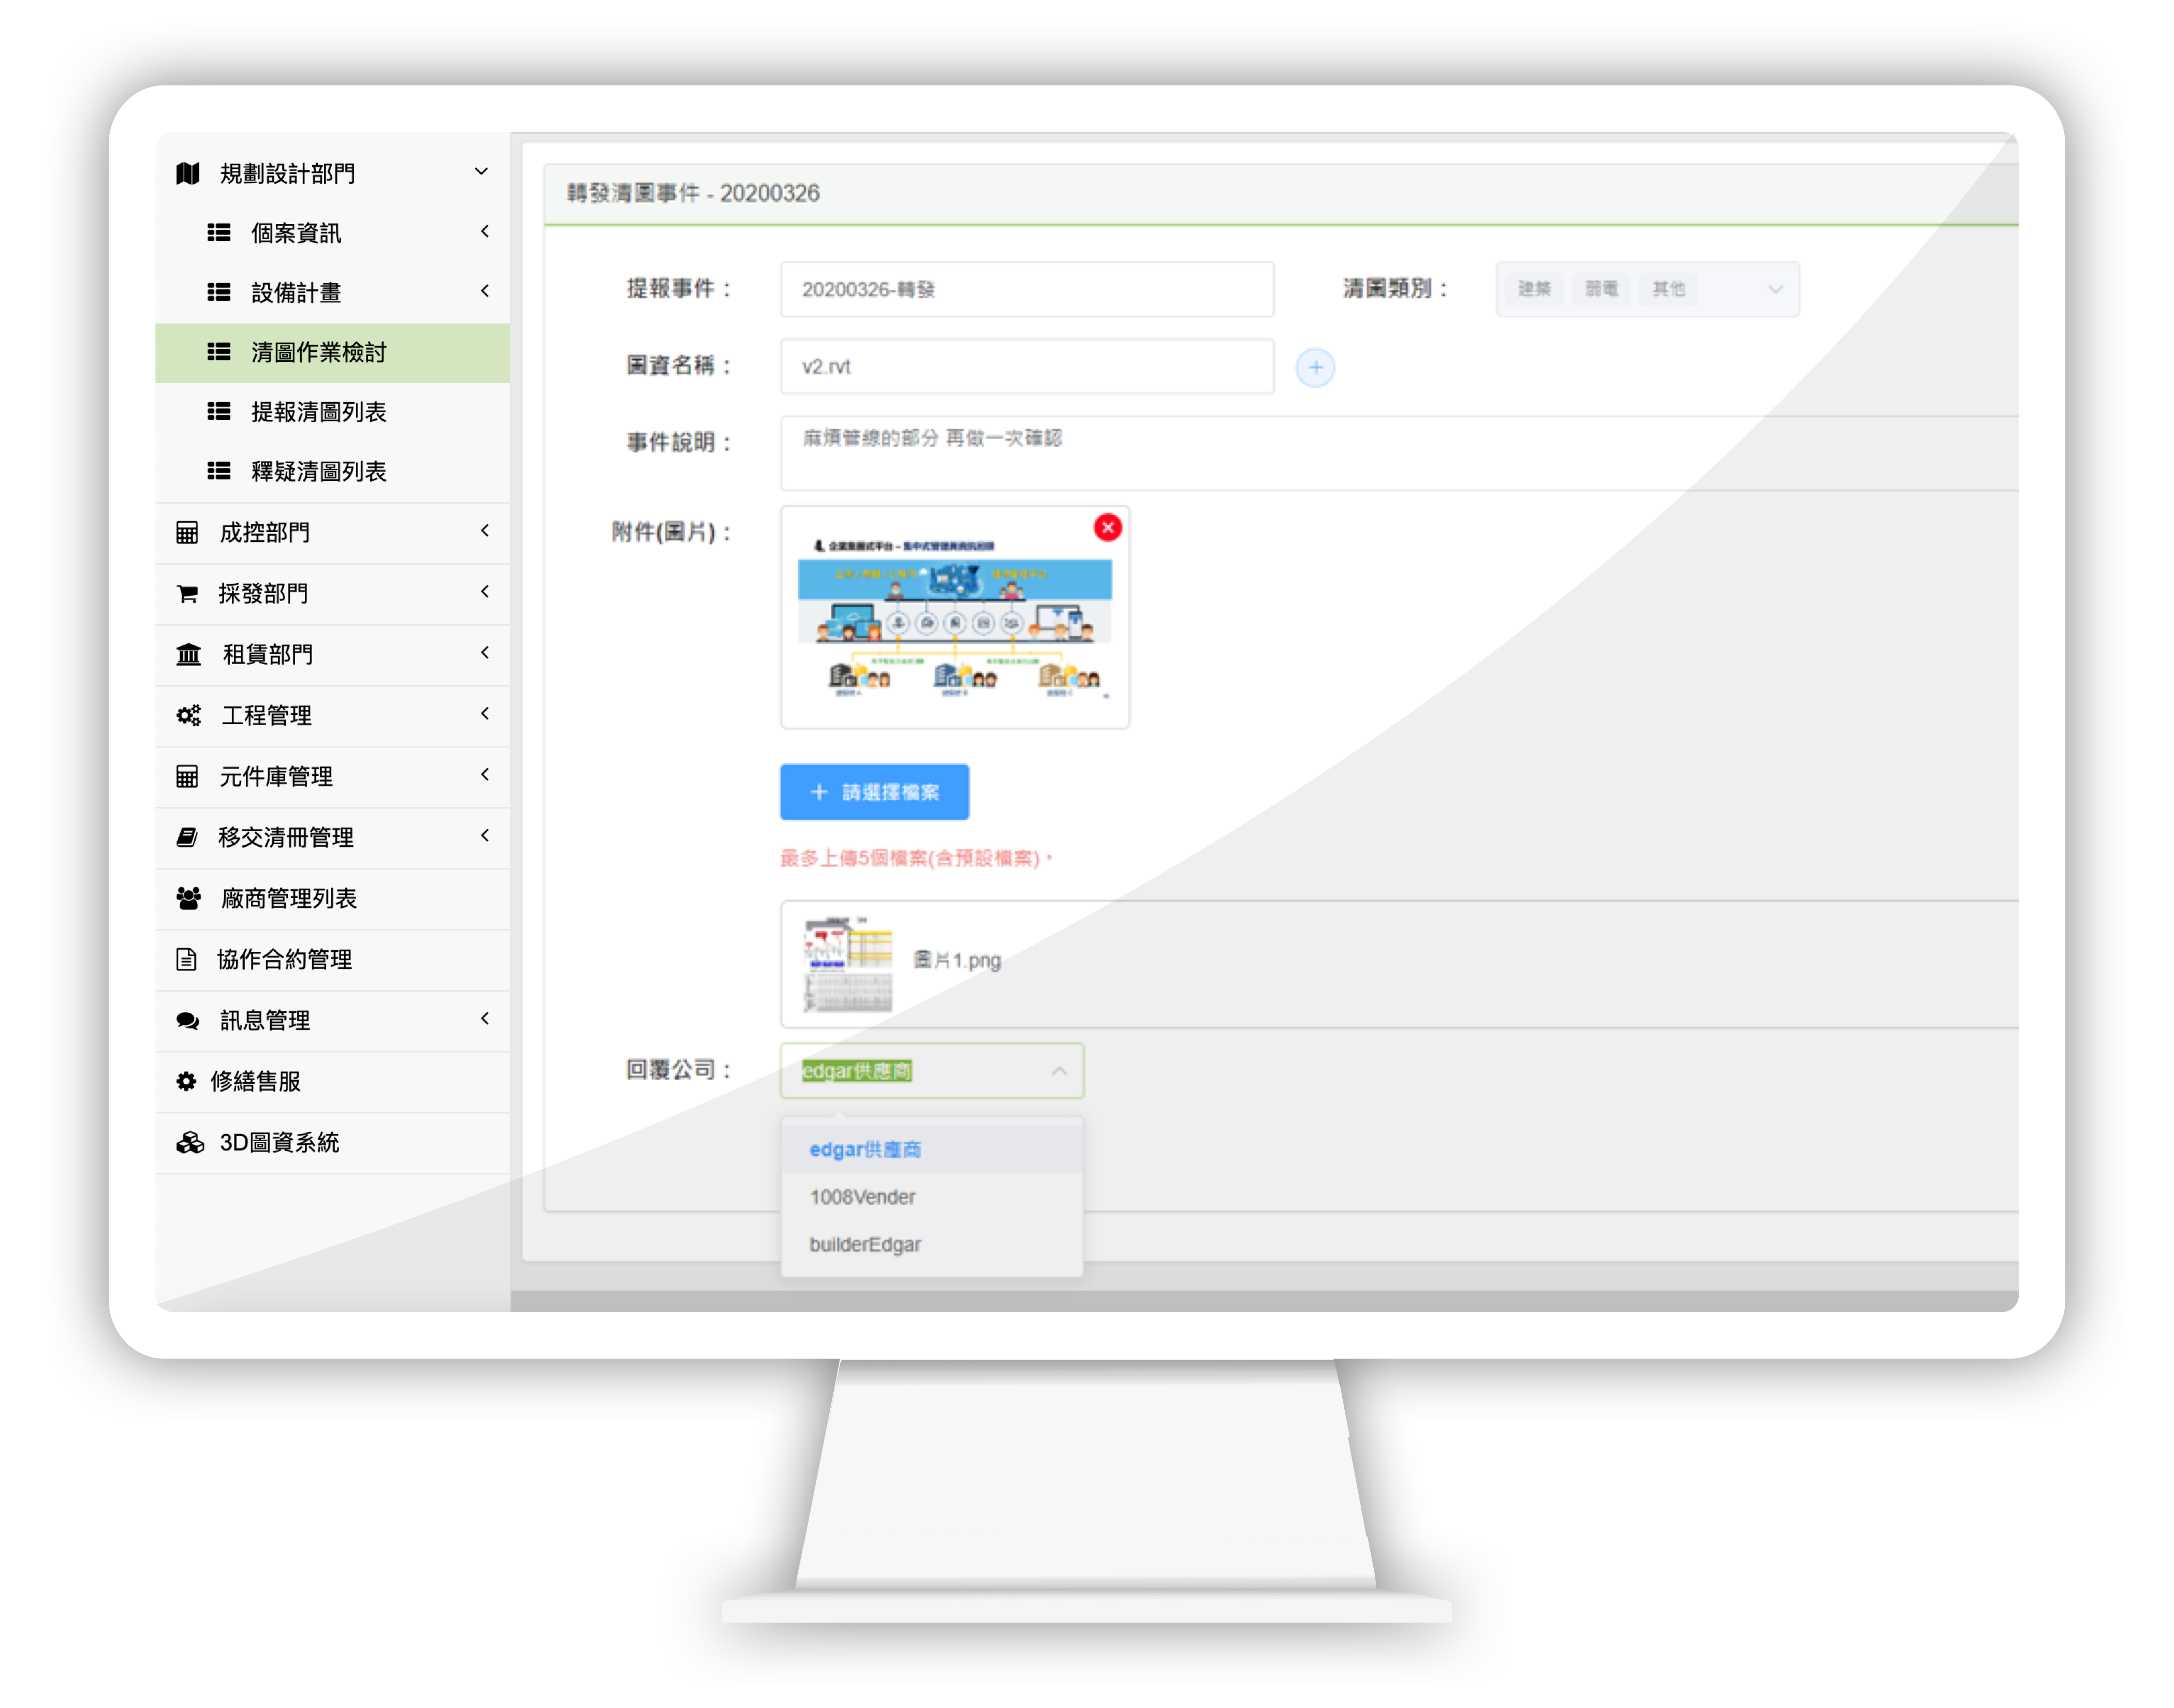 規劃設計部門
個案資訊
設備計畫
清圖作業檢討
提報清圖列表
釋疑清圖列表
成控部門
採發部門
租賃部門
工程管理
元件庫管理
移交清冊管理
廠商管理列表
協作合約管理
訊息管理
修繕售服
3D圖資系統
轉發清圖事件 - 20200326
提報事件：
20200326-轉發
清圖類別：
建築 弱電 其他
圖資名稱：
v2.rvt
事件說明：
麻煩管線的部分 再做一次確認
附件(圖片)：
請選擇檔案
最多上傳5個檔案(含預設檔案)。
圖片1.png
回覆公司：
edgar供應商
edgar供應商
1008Vender
builderEdgar